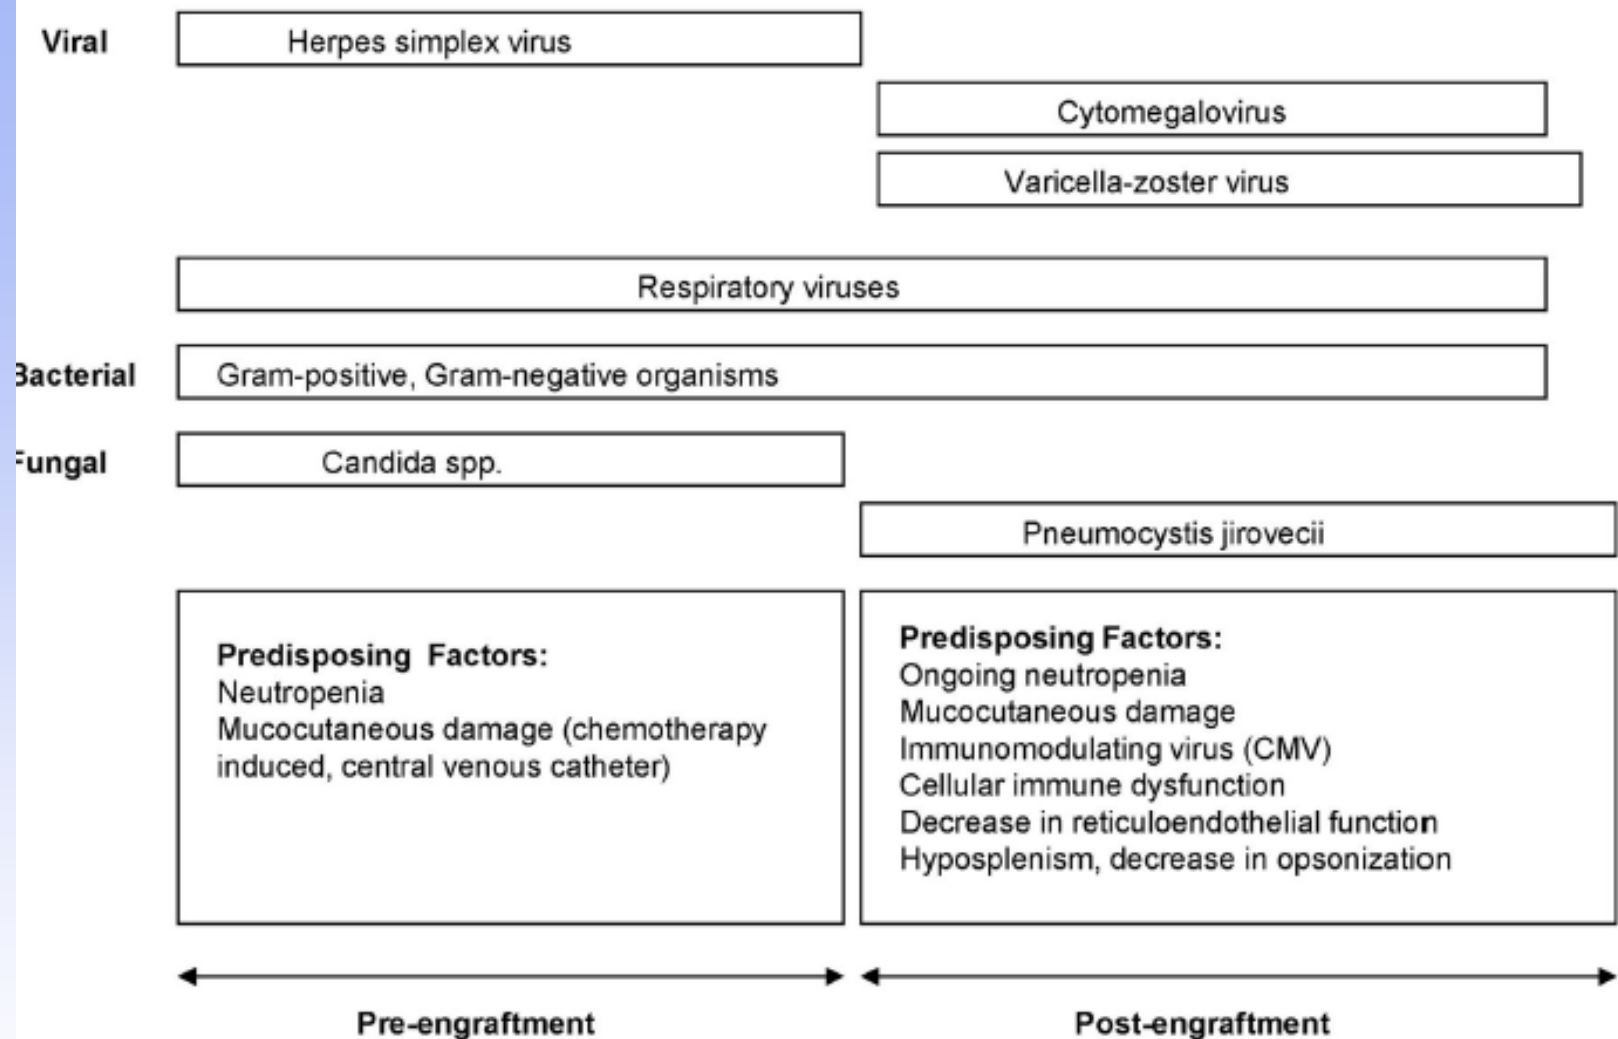 Viral
Herpes simplex virus
Cytomegalovirus
Varicella-zoster virus
Respiratory viruses
Bacterial
Gram-positive, Gram-negative organisms
Fungal
Candida spp.
Pneumocystis jirovecii
Predisposing Factors:
Neutropenia
Mucocutaneous damage (chemotherapy
induced, central venous catheter)
Predisposing Factors:
Ongoing neutropenia
Mucocutaneous damage
Immunomodulating virus (CMV)
Cellular immune dysfunction
Decrease in reticuloendothelial function
Hyposplenism, decrease in opsonization
Pre-engraftment
Post-engraftment